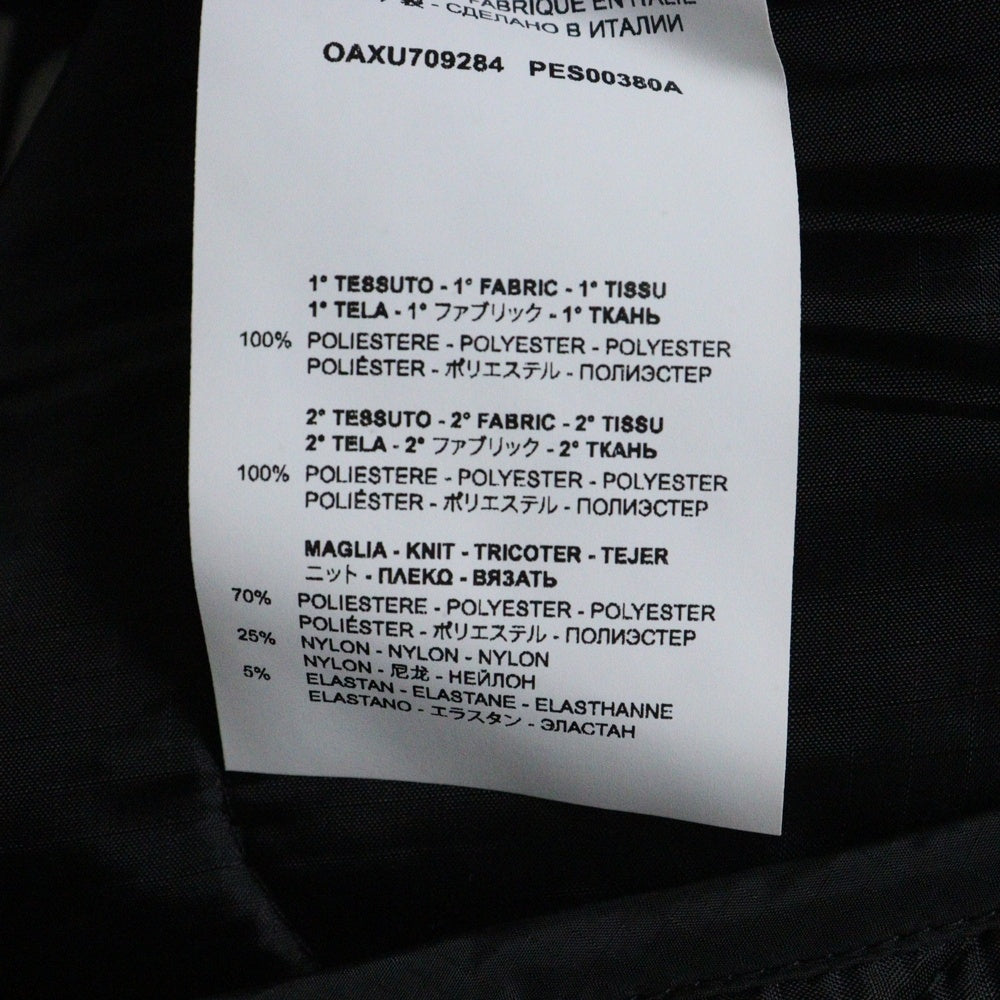 FABRIQUE EN ITALIE
- СДЕЛАНО В ИТАЛИИ
OAXU709284 PES00380A
1° TESSUTO - 1° FABRIC - 1° TISSU
1° TELA - 1° ファブリック - 1° ТКАНЬ
100% POLIESTERE - POLYESTER - POLYESTER
POLIÉSTER - ポリエステル - ПОЛИЭСТЕР
2° TESSUTO - 2° FABRIC - 2° TISSU
2° TELA - 2° ファブリック - 2° ТКАНЬ
100% POLIESTERE - POLYESTER - POLYESTER
POLIÉSTER - ポリエステル - ПОЛИЭСТЕР
MAGLIA - KNIT - TRICOTER - TEJER
ニット - ΠΛΕΚΩ - ВЯЗАТЬ
70% POLIESTERE - POLYESTER - POLYESTER
POLIÉSTER - ポリエステル - ПОЛИЭСТЕР
25% NYLON - NYLON - NYLON
NYLON - 尼龙 - НЕЙЛОН
5% ELASTAN - ELASTANE - ELASTHANNE
ELASTANO - エラスタン - ЭЛАСТАН